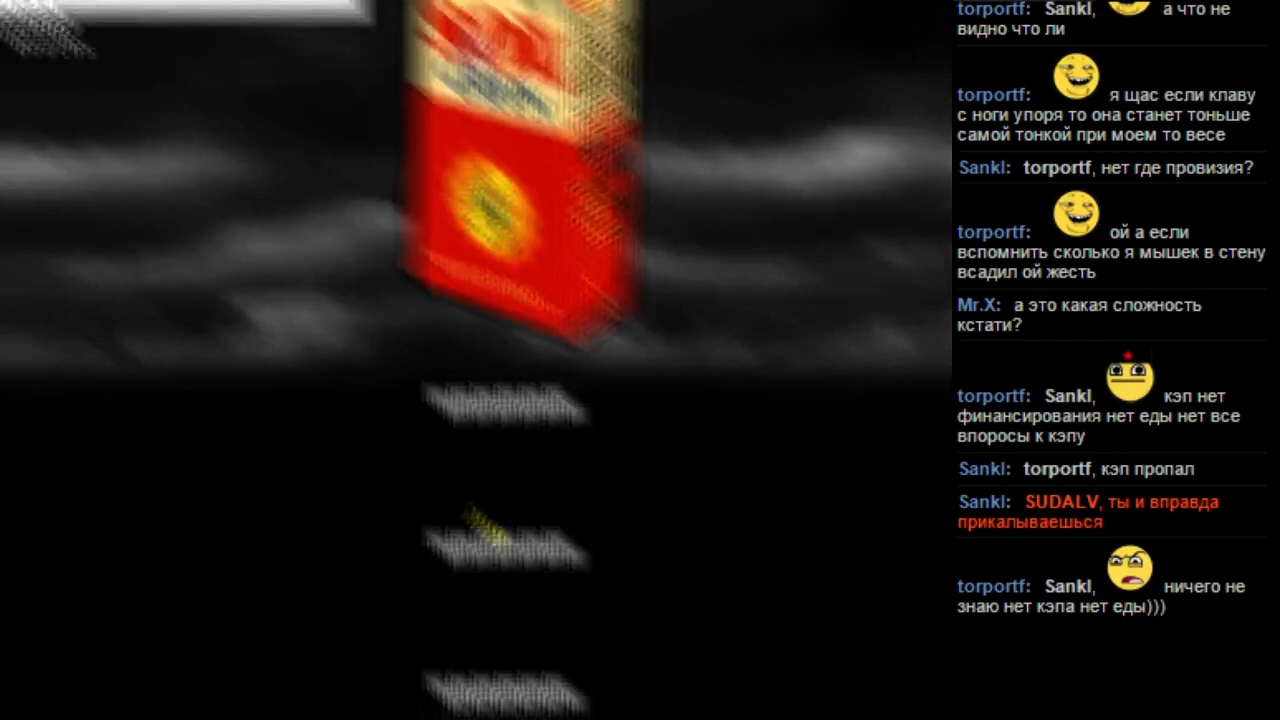 torportf: Sankl, а что не
видно что ли
torportf: я щас если клаву
с ноги упоря то она станет тоньше
самой тонкой при моем то весе
Sankl: torportf, нет где провизия?
torportf: ой а если
вспомнить сколько я мышек в стену
всадил ой жесть
Mr.X: а это какая сложность
кстати?
torportf: Sankl, кэп нет
финансирования нет еды нет все
впоросы к кэпу
Sankl: torportf, кэп пропал
Sankl: SUDALV, ты и вправда
прикалываешься
torportf: Sankl, ничего не
знаю нет кэпа нет еды)))